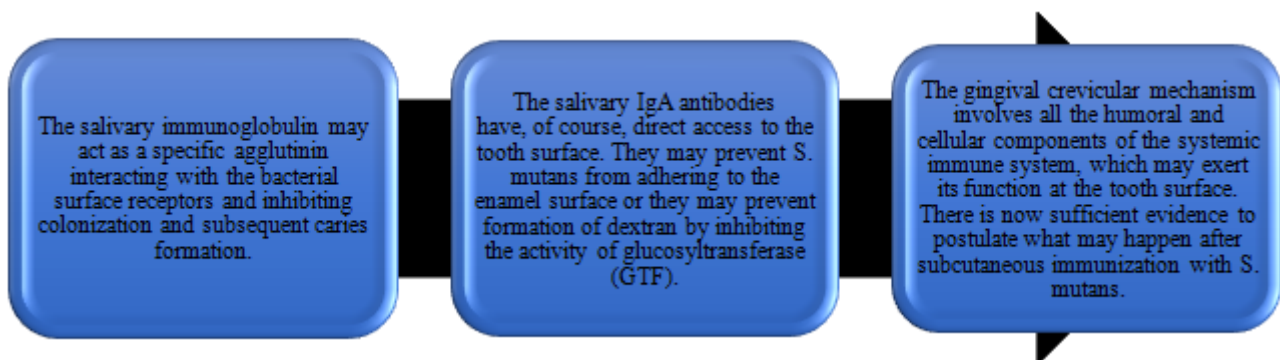 The salivary immunoglobulin may
act as a specific agglutinin
interacting with the bacterial
surface receptors and inhibiting
colonization and subsequent caries
formation.
The salivary IgA antibodies
have, of course, direct access to the
tooth surface. They may prevent S.
mutans from adhering to the
enamel surface or they may prevent
formation of dextran by inhibiting
the activity of glucosyltransferase
(GTF).
The gingival crevicular mechanism
involves all the humoral and
cellular components of the systemic
immune system, which may exert
its function at the tooth surface.
There is now sufficient evidence to
postulate what may happen after
subcutaneous immunization with S.
mutans.